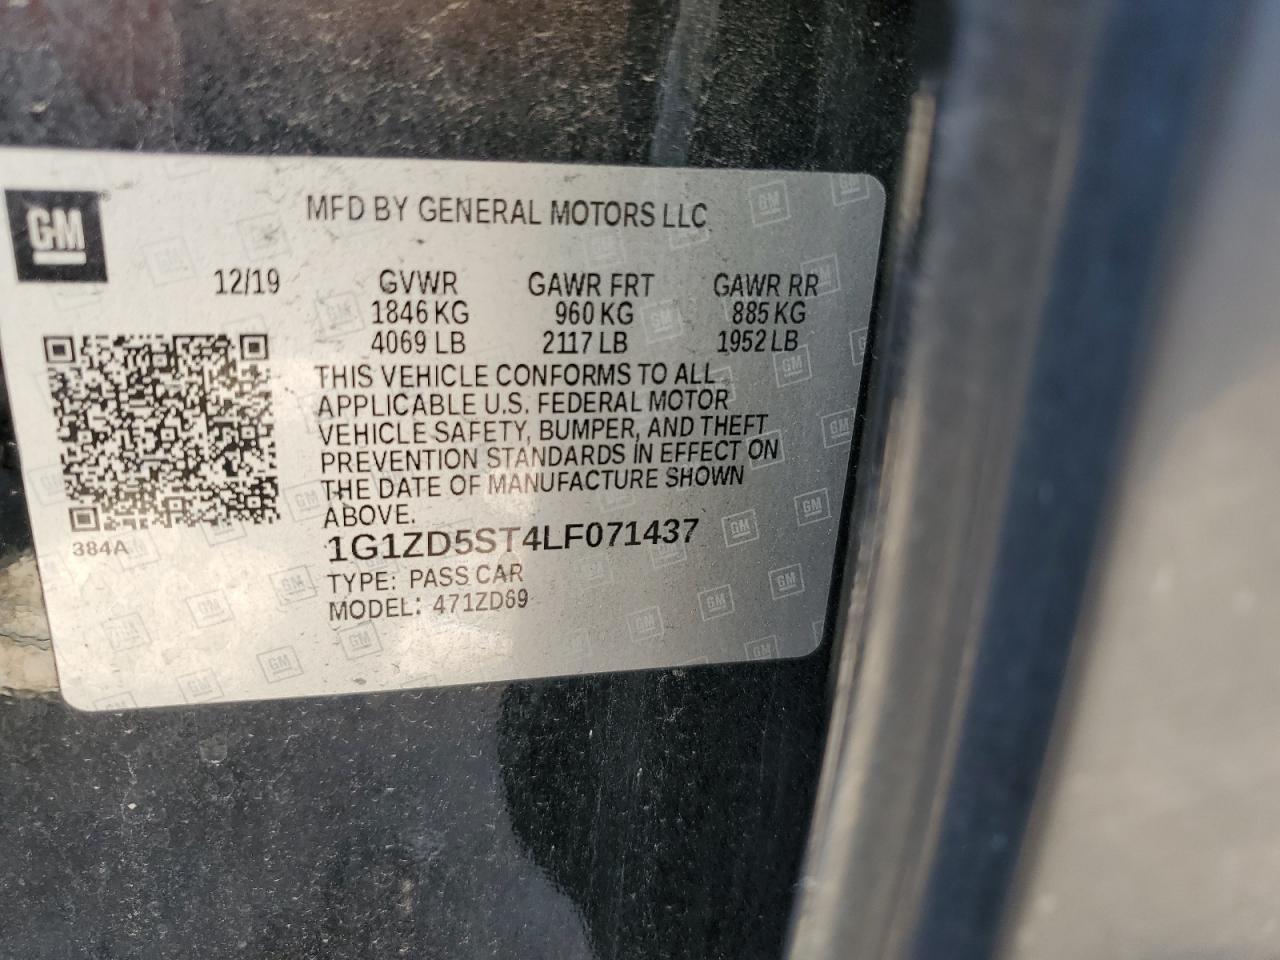 GM
MFD BY GENERAL MOTORS LLC
12/19 GVWR GAWR FRT GAWR RR
1846 KG 960 KG 885 KG
4069 LB 2117 LB 1952 LB
THIS VEHICLE CONFORMS TO ALL
APPLICABLE U.S. FEDERAL MOTOR
VEHICLE SAFETY, BUMPER, AND THEFT
PREVENTION STANDARDS IN EFFECT ON
THE DATE OF MANUFACTURE SHOWN
ABOVE.
384A
1G1ZD5ST4LF071437
TYPE: PASS CAR
MODEL: 471ZD69